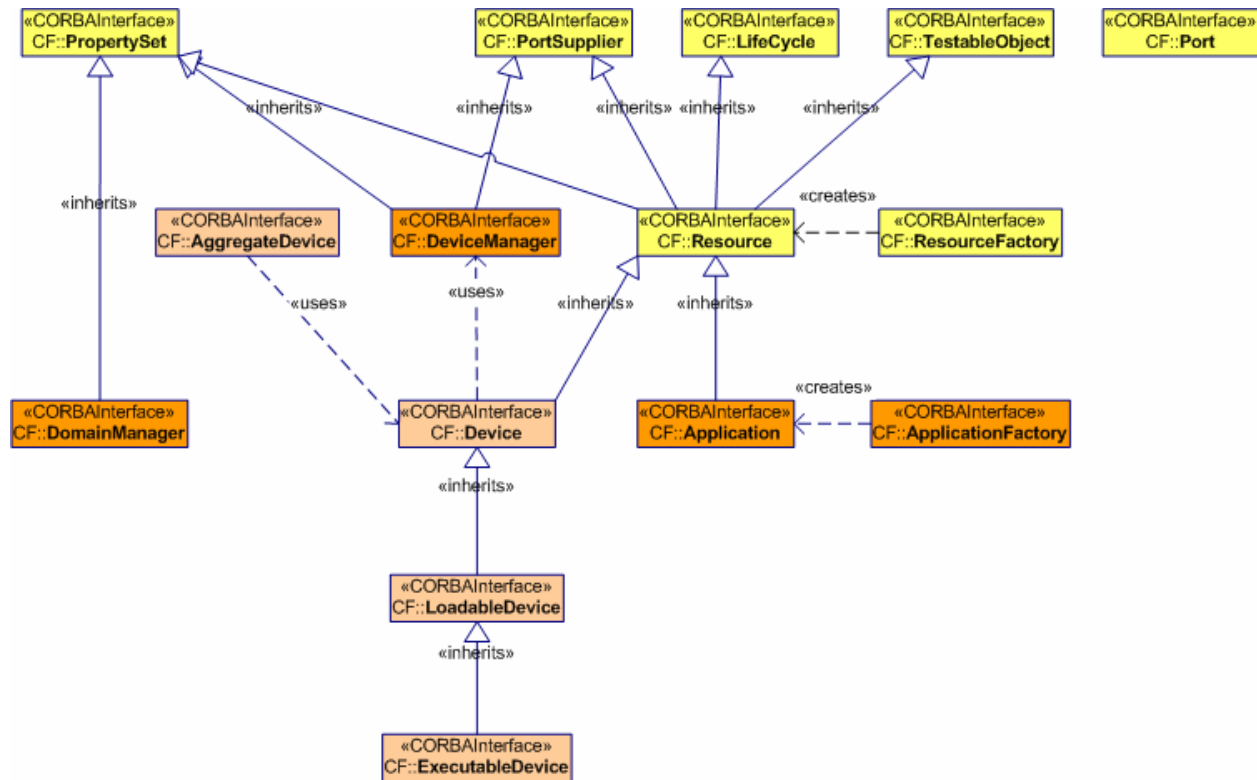 «CORBAInterface»
CF::PropertySet
«CORBAInterface»
CF::PortSupplier
«CORBAInterface»
CF::LifeCycle
«CORBAInterface»
CF::TestableObject
«CORBAInterface»
CF::Port
«inherits»
«inherits»
«inherits»
«inherits»
«inherits»
«inherits»
«creates»
«CORBAInterface»
CF::AggregateDevice
«CORBAInterface»
CF::DeviceManager
«CORBAInterface»
CF::Resource
«CORBAInterface»
CF::ResourceFactory
«uses»
«uses»
«inherits»
«inherits»
«creates»
«CORBAInterface»
CF::DomainManager
«CORBAInterface»
CF::Device
«CORBAInterface»
CF::Application
«CORBAInterface»
CF::ApplicationFactory
«inherits»
«CORBAInterface»
CF::LoadableDevice
«inherits»
«CORBAInterface»
CF::ExecutableDevice